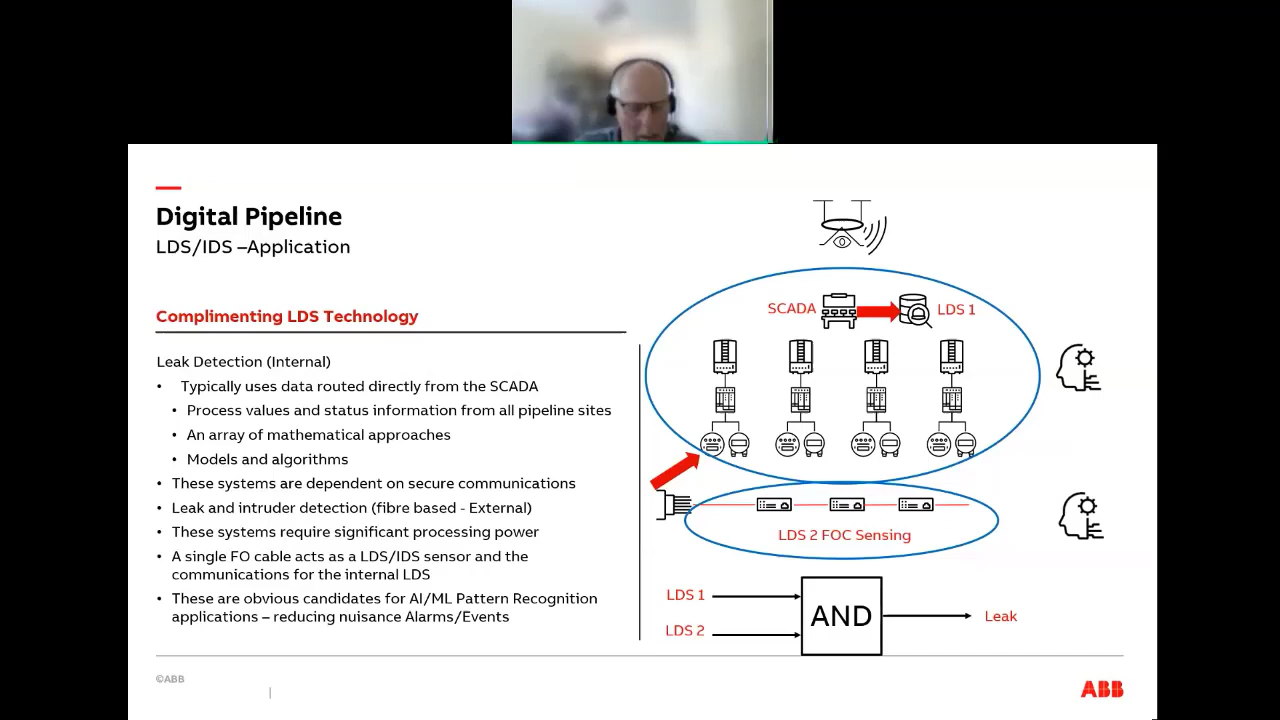 Digital Pipeline
LDS/IDS –Application
Complimenting LDS Technology
Leak Detection (Internal)
• Typically uses data routed directly from the SCADA
• Process values and status information from all pipeline sites
• An array of mathematical approaches
• Models and algorithms
• These systems are dependent on secure communications
• Leak and intruder detection (fibre based - External)
• These systems require significant processing power
• A single FO cable acts as a LDS/IDS sensor and the
communications for the internal LDS
• These are obvious candidates for AI/ML Pattern Recognition
applications – reducing nuisance Alarms/Events
SCADA
LDS 1
LDS 2 FOC Sensing
LDS 1
LDS 2
AND
Leak
©ABB
ABB